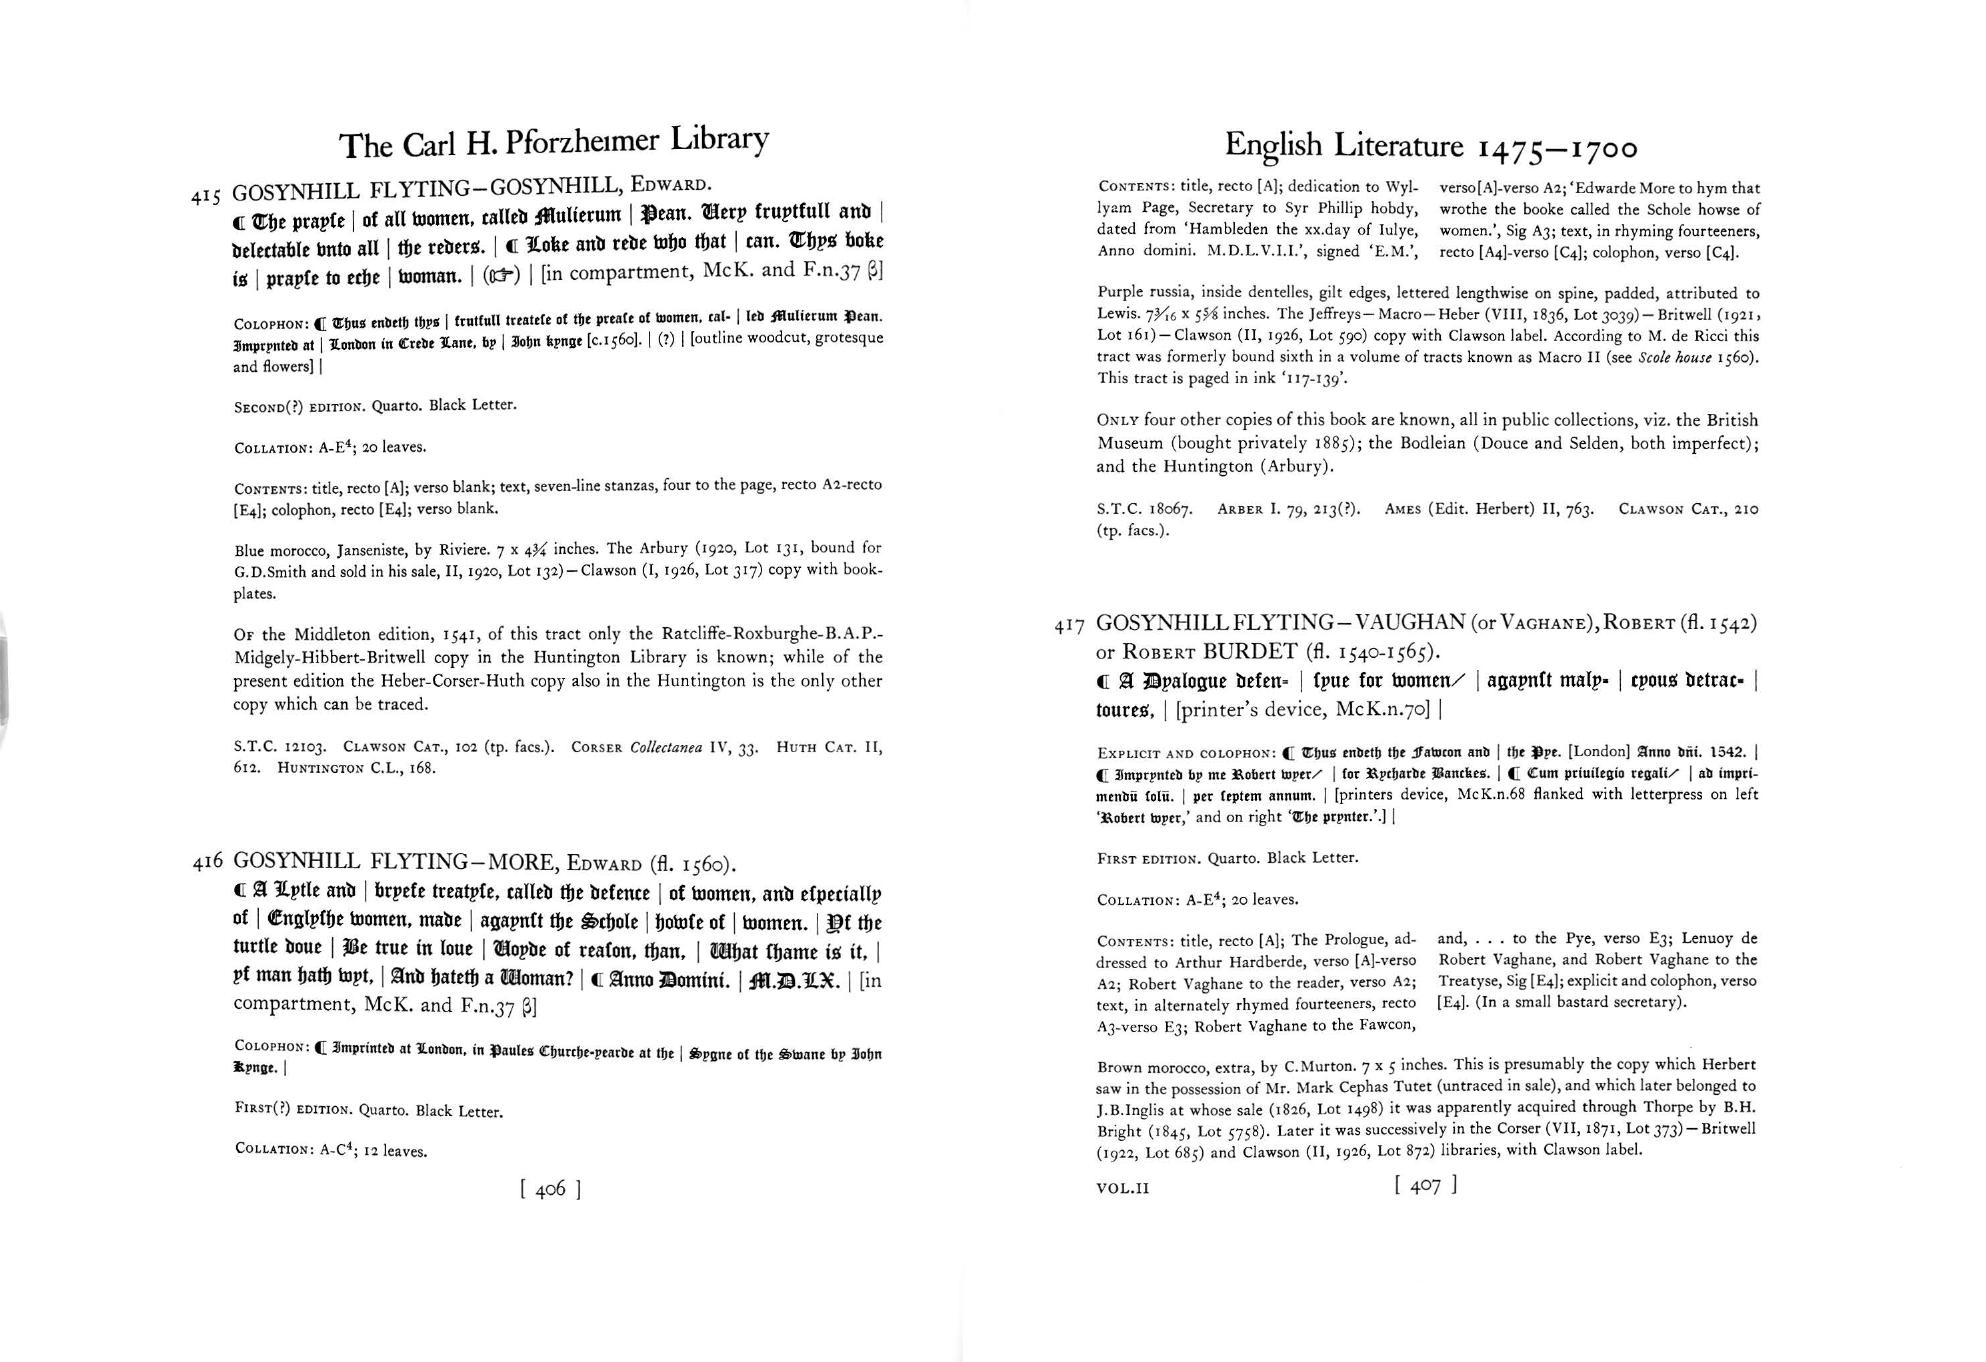 The Carl H. Pforzheimer Library
415 GOSYNHILL FLYTING—GOSYNHILL, EDWARD.
¶ The prayſe | of all women, called Mulierum | Pean. Uery fruytfull and |
delectable vnto all | the reders. | ¶ Loke and rede who that | can. Thys boke
is | prayſe to eche | woman. | (☞) | [in compartment, McK. and F.n.37 β]
COLOPHON: ¶ Thus endeth thys | frutfull treateſe of the preaſe of women, cal- | led Mulierum Pean.
Imprynted at | London in Crede Lane, by | John kynge [c.1560]. | (?) | [outline woodcut, grotesque
and flowers] |
SECOND(?) EDITION. Quarto. Black Letter.
COLLATION: A-E⁴; 20 leaves.
CONTENTS: title, recto [A]; verso blank; text, seven-line stanzas, four to the page, recto A2-recto
[E4]; colophon, recto [E4]; verso blank.
Blue morocco, Janseniste, by Riviere. 7 x 4¾ inches. The Arbury (1920, Lot 131, bound for
G.D.Smith and sold in his sale, II, 1920, Lot 132)—Clawson (I, 1926, Lot 317) copy with book-
plates.
OF the Middleton edition, 1541, of this tract only the Ratcliffe-Roxburghe-B.A.P.-
Midgely-Hibbert-Britwell copy in the Huntington Library is known; while of the
present edition the Heber-Corser-Huth copy also in the Huntington is the only other
copy which can be traced.
S.T.C. 12103. CLAWSON CAT., 102 (tp. facs.). CORSER Collectanea IV, 33. HUTH CAT. II,
612. HUNTINGTON C.L., 168.
416 GOSYNHILL FLYTING—MORE, EDWARD (fl. 1560).
¶ A Lytle and | bryefe treatyſe, called the defence | of women, and eſpecially
of | Englyſhe women, made | agaynſt the Schole | howſe of | women. | Yf the
turtle doue | Be true in loue | Uoyde of reaſon, than, | What ſhame is it, |
yf man hath wyt, | And hateth a Woman? | ¶ Anno Domini. | M.D.LX. | [in
compartment, McK. and F.n.37 β]
COLOPHON: ¶ Imprinted at London, in Paules Churche-yearde at the | Sygne of the Swane by John
Kynge. |
FIRST(?) EDITION. Quarto. Black Letter.
COLLATION: A-C⁴; 12 leaves.
[ 406 ]
English Literature 1475—1700
CONTENTS: title, recto [A]; dedication to Wyl-
lyam Page, Secretary to Syr Phillip hobdy,
dated from ‘Hambleden the xx.day of Iulye,
Anno domini. M.D.L.V.I.I.’, signed ‘E.M.’,
verso[A]-verso A2; ‘Edwarde More to hym that
wrothe the booke called the Schole howse of
women.’, Sig A3; text, in rhyming fourteeners,
recto [A4]-verso [C4]; colophon, verso [C4].
Purple russia, inside dentelles, gilt edges, lettered lengthwise on spine, padded, attributed to
Lewis. 7³⁄₁₆ x 5⅝ inches. The Jeffreys—Macro—Heber (VIII, 1836, Lot 3039)—Britwell (1921,
Lot 161)—Clawson (II, 1926, Lot 590) copy with Clawson label. According to M. de Ricci this
tract was formerly bound sixth in a volume of tracts known as Macro II (see Scole house 1560).
This tract is paged in ink ‘117-139’.
ONLY four other copies of this book are known, all in public collections, viz. the British
Museum (bought privately 1885); the Bodleian (Douce and Selden, both imperfect);
and the Huntington (Arbury).
S.T.C. 18067. ARBER I. 79, 213(?). AMES (Edit. Herbert) II, 763. CLAWSON CAT., 210
(tp. facs.).
417 GOSYNHILL FLYTING—VAUGHAN (or VAGHANE), ROBERT (fl. 1542)
or ROBERT BURDET (fl. 1540-1565).
¶ A Dyalogue defen- | ſyue for women/ | agaynſt maly- | cyous detrac- |
toures, | [printer's device, McK.n.70] |
EXPLICIT AND COLOPHON: ¶ Thus endeth the Fawcon and | the Pye. [London] Anno dñi. 1542. |
¶ Imprynted by me Robert wyer/ | for Rycharde Banckes. | ¶ Cum priuilegio regali/ | ad impri-
mendū ſolū. | per ſeptem annum. | [printers device, McK.n.68 flanked with letterpress on left
‘Robert wyer,’ and on right ‘The prynter.’.] |
FIRST EDITION. Quarto. Black Letter.
COLLATION: A-E⁴; 20 leaves.
CONTENTS: title, recto [A]; The Prologue, ad-
dressed to Arthur Hardberde, verso [A]-verso
A2; Robert Vaghane to the reader, verso A2;
text, in alternately rhymed fourteeners, recto
A3-verso E3; Robert Vaghane to the Fawcon,
and, . . . to the Pye, verso E3; Lenuoy de
Robert Vaghane, and Robert Vaghane to the
Treatyse, Sig [E4]; explicit and colophon, verso
[E4]. (In a small bastard secretary).
Brown morocco, extra, by C.Murton. 7 x 5 inches. This is presumably the copy which Herbert
saw in the possession of Mr. Mark Cephas Tutet (untraced in sale), and which later belonged to
J.B.Inglis at whose sale (1826, Lot 1498) it was apparently acquired through Thorpe by B.H.
Bright (1845, Lot 5758). Later it was successively in the Corser (VII, 1871, Lot 373)—Britwell
(1922, Lot 685) and Clawson (II, 1926, Lot 872) libraries, with Clawson label.
VOL.II
[ 407 ]